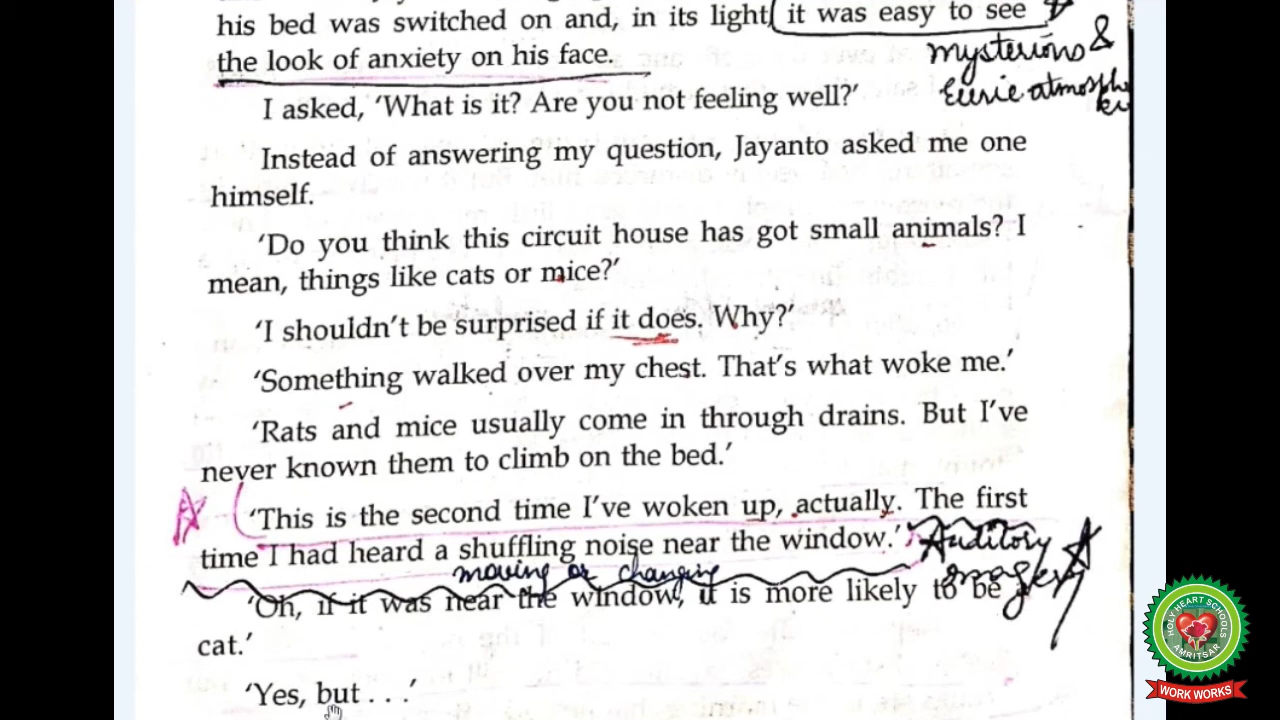 his bed was switched on and, in its light, it was easy to see
the look of anxiety on his face.
mysterious &
Eerie atmosphe
I asked, 'What is it? Are you not feeling well?'
Instead of answering my question, Jayanto asked me one
himself.
'Do you think this circuit house has got small animals? I
mean, things like cats or mice?'
'I shouldn't be surprised if it does. Why?'
'Something walked over my chest. That's what woke me.'
'Rats and mice usually come in through drains. But I've
never known them to climb on the bed.'
'This is the second time I've woken up, actually. The first
time I had heard a shuffling noise near the window.'
Auditory
imagery
moving or changing
'Oh, if it was near the window, it is more likely to be a
cat.'
'Yes, but . . .'
HOLY HEART SCHOOLS
AMRITSAR
WORK WORKS